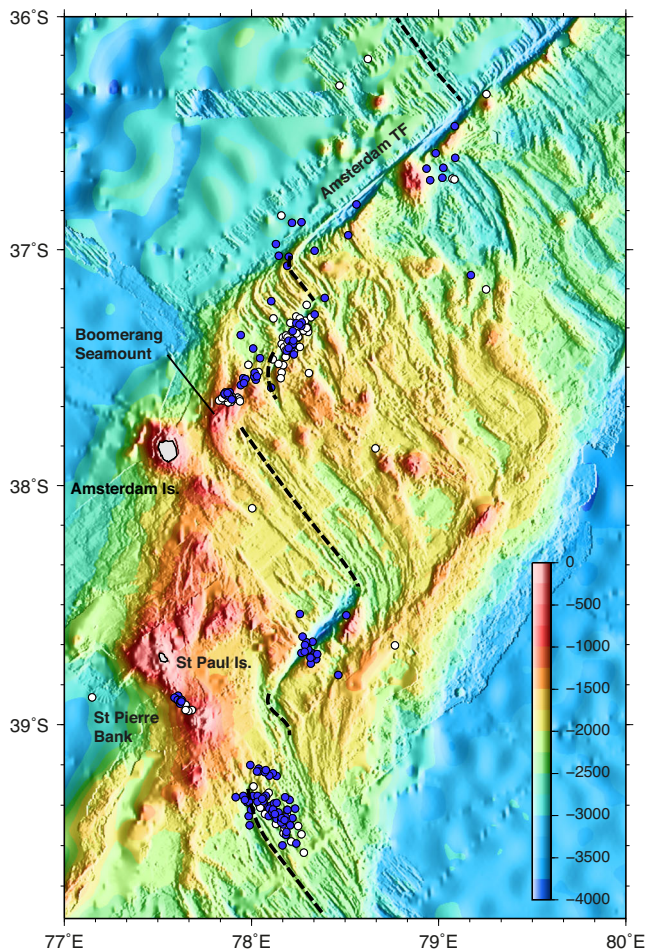 36°S
Amsterdam TF
37°S
Boomerang
Seamount
38°S
Amsterdam Is.
0
−500
−1000
St Paul Is.
−1500
39°S
St Pierre
Bank
−2000
−2500
−3000
−3500
−4000
77°E
78°E
79°E
80°E